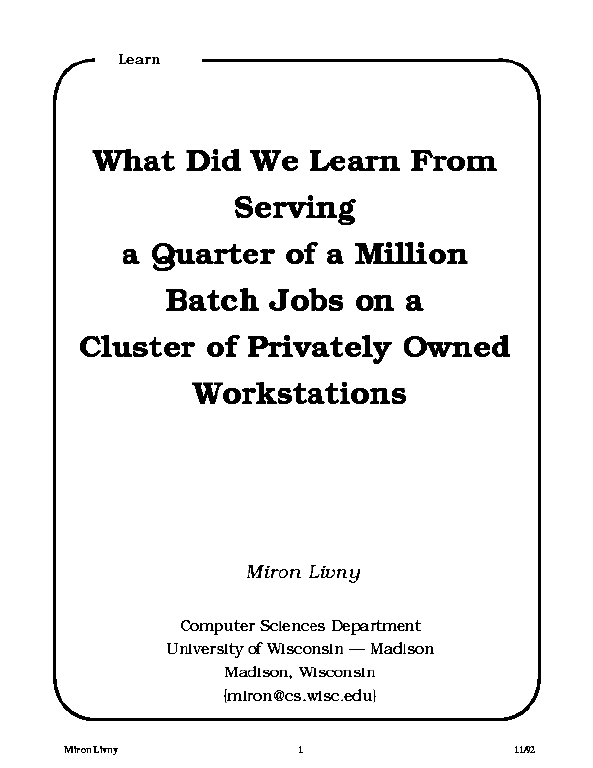 Learn
What Did We Learn From
Serving
a Quarter of a Million
Batch Jobs on a
Cluster of Privately Owned
Workstations
Miron Livny
Computer Sciences Department
University of Wisconsin — Madison
Madison, Wisconsin
{miron@cs.wisc.edu}
Miron Livny 1 11/92